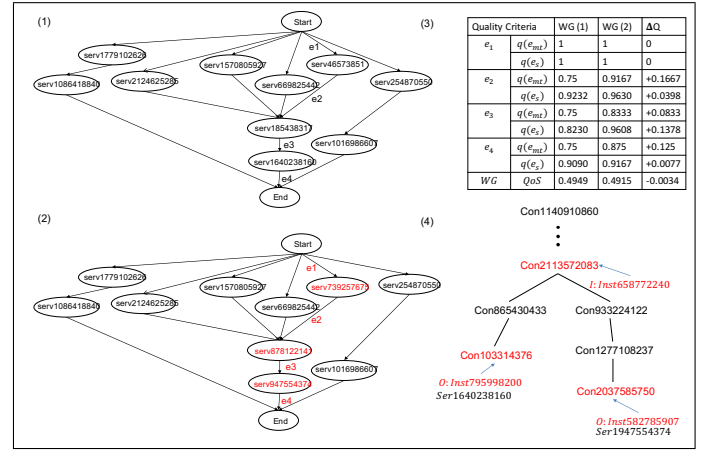 (1)
Start
e1
serv1779102626
serv1570805927
serv46573851
serv1086418840
serv2124625285
serv669825442
serv254870550
e2
serv185438317
e3
serv1016986607
serv1640238160
e4
End
(2)
Start
e1
serv1779102626
serv1570805927
serv739257675
serv254870550
serv1086418840
serv2124625285
serv669825442
e2
serv878122141
e3
serv1016986607
serv947554374
e4
End
(3)
Quality Criteria WG (1) WG (2) ΔQ
e1 q(emt) 1 1 0
q(es) 1 1 0
e2 q(emt) 0.75 0.9167 +0.1667
q(es) 0.9232 0.9630 +0.0398
e3 q(emt) 0.75 0.8333 +0.0833
q(es) 0.8230 0.9608 +0.1378
e4 q(emt) 0.75 0.875 +0.125
q(es) 0.9090 0.9167 +0.0077
WG QoS 0.4949 0.4915 -0.0034
(4)
Con1140910860
Con2113572083
I: Inst658772240
Con865430433
Con933224122
Con103314376
Con1277108237
O: Inst795998200
Ser1640238160
Con2037585750
O: Inst582785907
Ser1947554374